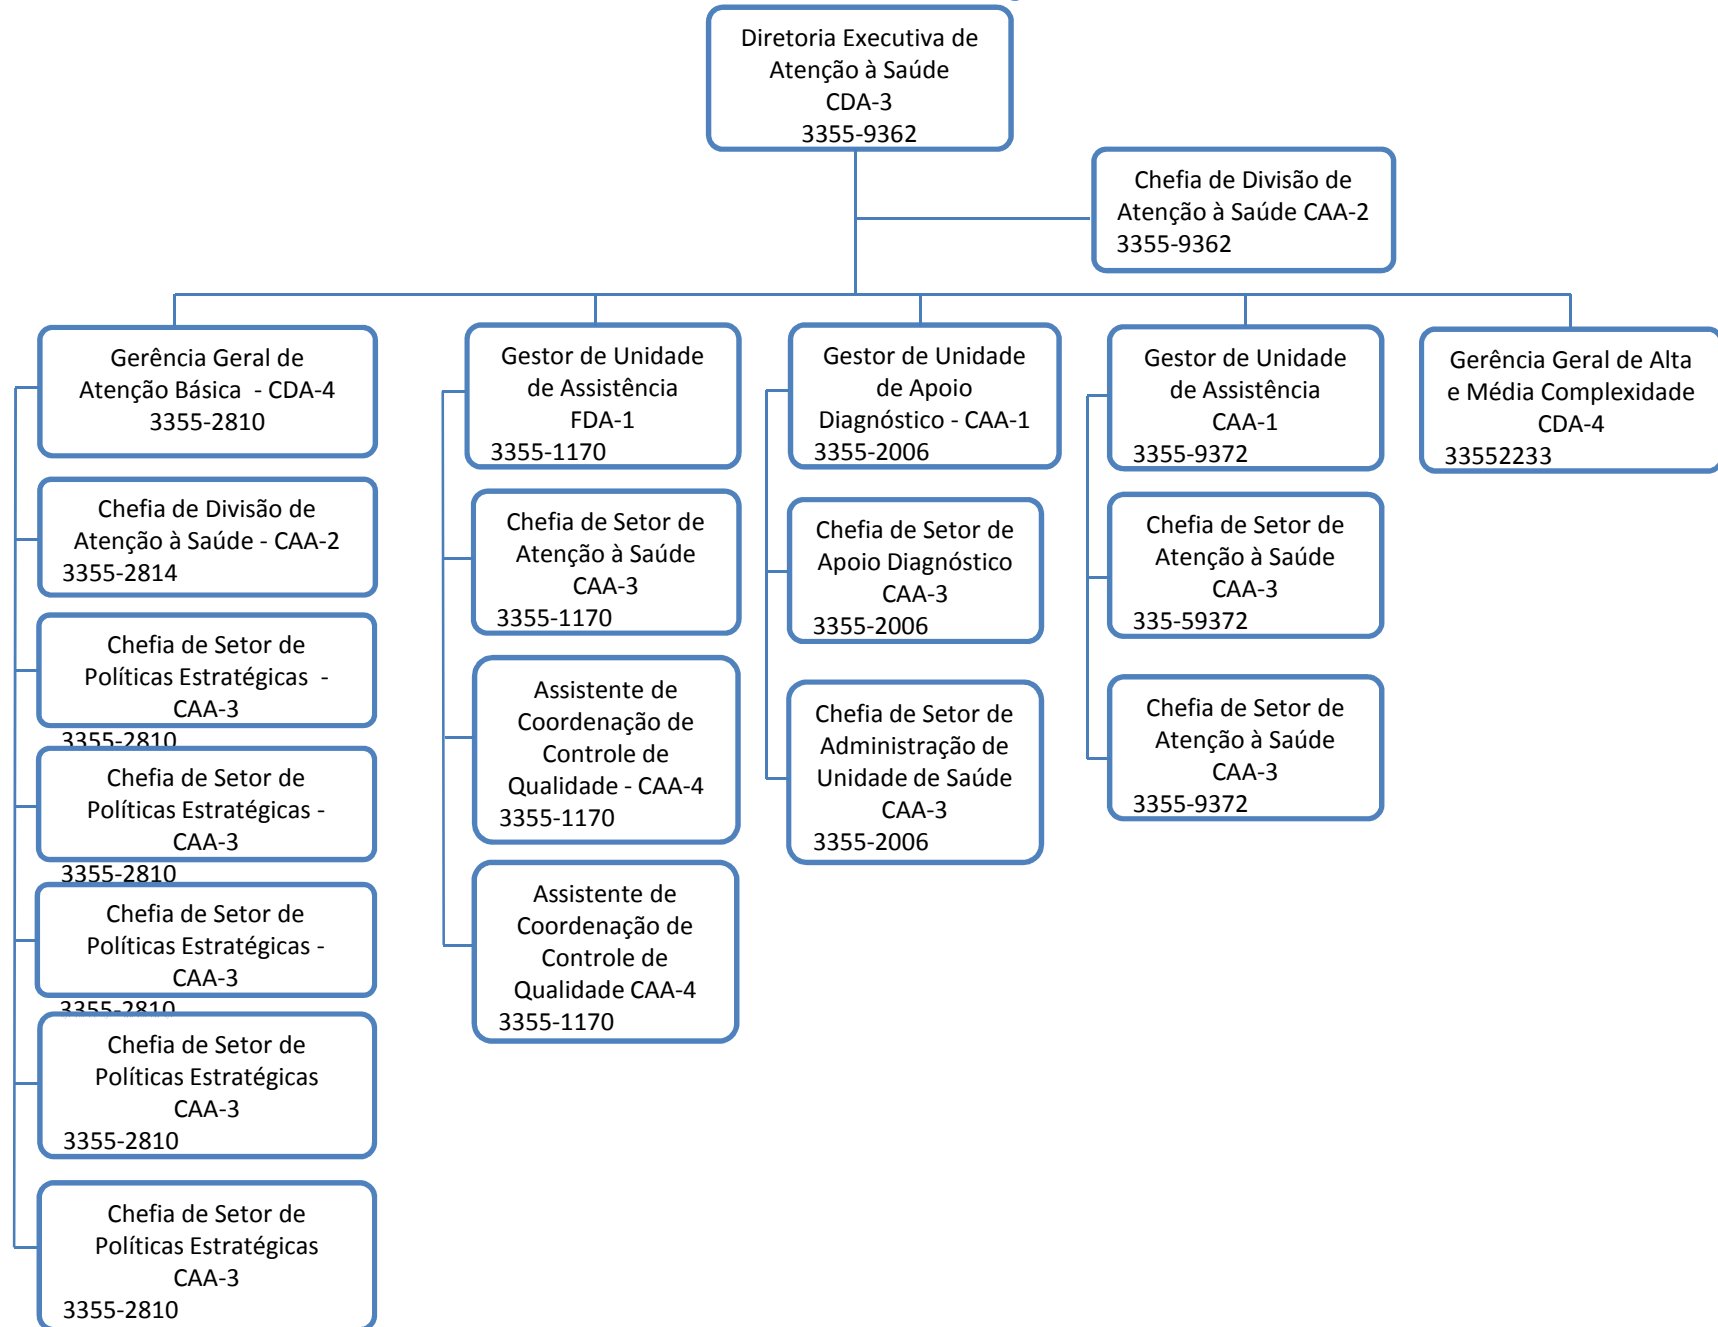 Diretoria Executiva de
Atenção à Saúde
CDA-3
3355-9362
Chefia de Divisão de
Atenção à Saúde CAA-2
3355-9362
Gerência Geral de
Atenção Básica - CDA-4
3355-2810
Chefia de Divisão de
Atenção à Saúde - CAA-2
3355-2814
Chefia de Setor de
Políticas Estratégicas -
CAA-3
3355-2810
Chefia de Setor de
Políticas Estratégicas -
CAA-3
3355-2810
Chefia de Setor de
Políticas Estratégicas -
CAA-3
3355-2810
Chefia de Setor de
Políticas Estratégicas
CAA-3
3355-2810
Chefia de Setor de
Políticas Estratégicas
CAA-3
3355-2810
Gestor de Unidade
de Assistência
FDA-1
3355-1170
Chefia de Setor de
Atenção à Saúde
CAA-3
3355-1170
Assistente de
Coordenação de
Controle de
Qualidade - CAA-4
3355-1170
Assistente de
Coordenação de
Controle de
Qualidade CAA-4
3355-1170
Gestor de Unidade
de Apoio
Diagnóstico - CAA-1
3355-2006
Chefia de Setor de
Apoio Diagnóstico
CAA-3
3355-2006
Chefia de Setor de
Administração de
Unidade de Saúde
CAA-3
3355-2006
Gestor de Unidade
de Assistência
CAA-1
3355-9372
Chefia de Setor de
Atenção à Saúde
CAA-3
335-59372
Chefia de Setor de
Atenção à Saúde
CAA-3
3355-9372
Gerência Geral de Alta
e Média Complexidade
CDA-4
33552233